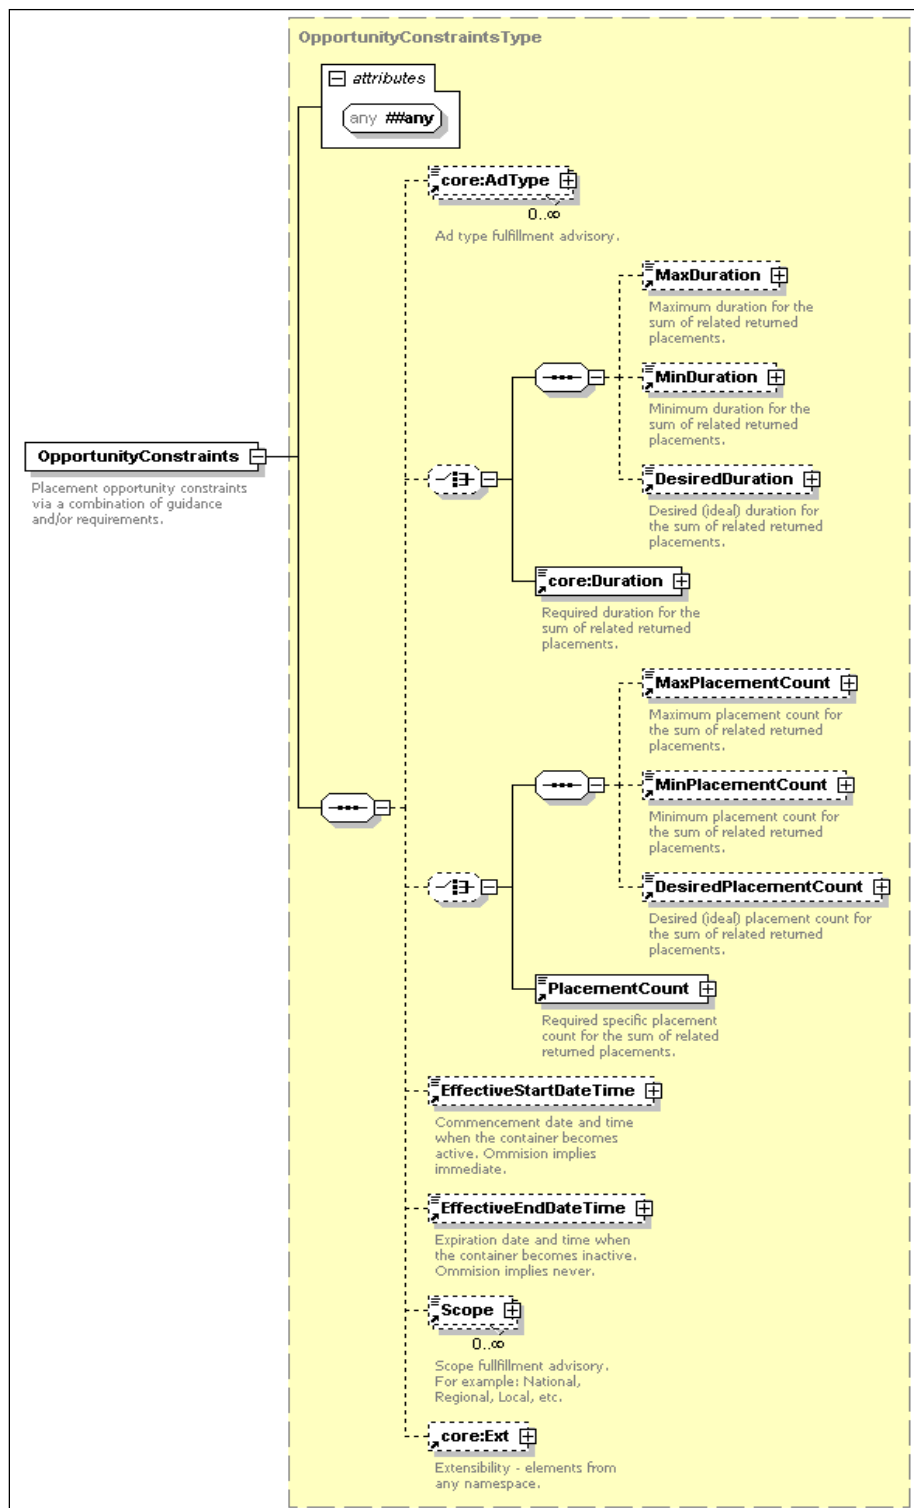 OpportunityConstraintsType
attributes
any ##any
core:AdType
0..∞
Ad type fulfillment advisory.
MaxDuration
Maximum duration for the
sum of related returned
placements.
MinDuration
Minimum duration for the
sum of related returned
placements.
OpportunityConstraints
Placement opportunity constraints
via a combination of guidance
and/or requirements.
DesiredDuration
Desired (ideal) duration for
the sum of related returned
placements.
core:Duration
Required duration for the
sum of related returned
placements.
MaxPlacementCount
Maximum placement count for
the sum of related returned
placements.
MinPlacementCount
Minimum placement count for
the sum of related returned
placements.
DesiredPlacementCount
Desired (ideal) placement count for
the sum of related returned
placements.
PlacementCount
Required specific placement
count for the sum of related
returned placements.
EffectiveStartDateTime
Commencement date and time
when the container becomes
active. Ommision implies
immediate.
EffectiveEndDateTime
Expiration date and time when
the container becomes inactive.
Ommision implies never.
Scope
0..∞
Scope fullfillment advisory.
For example: National,
Regional, Local, etc.
core:Ext
Extensibility - elements from
any namespace.